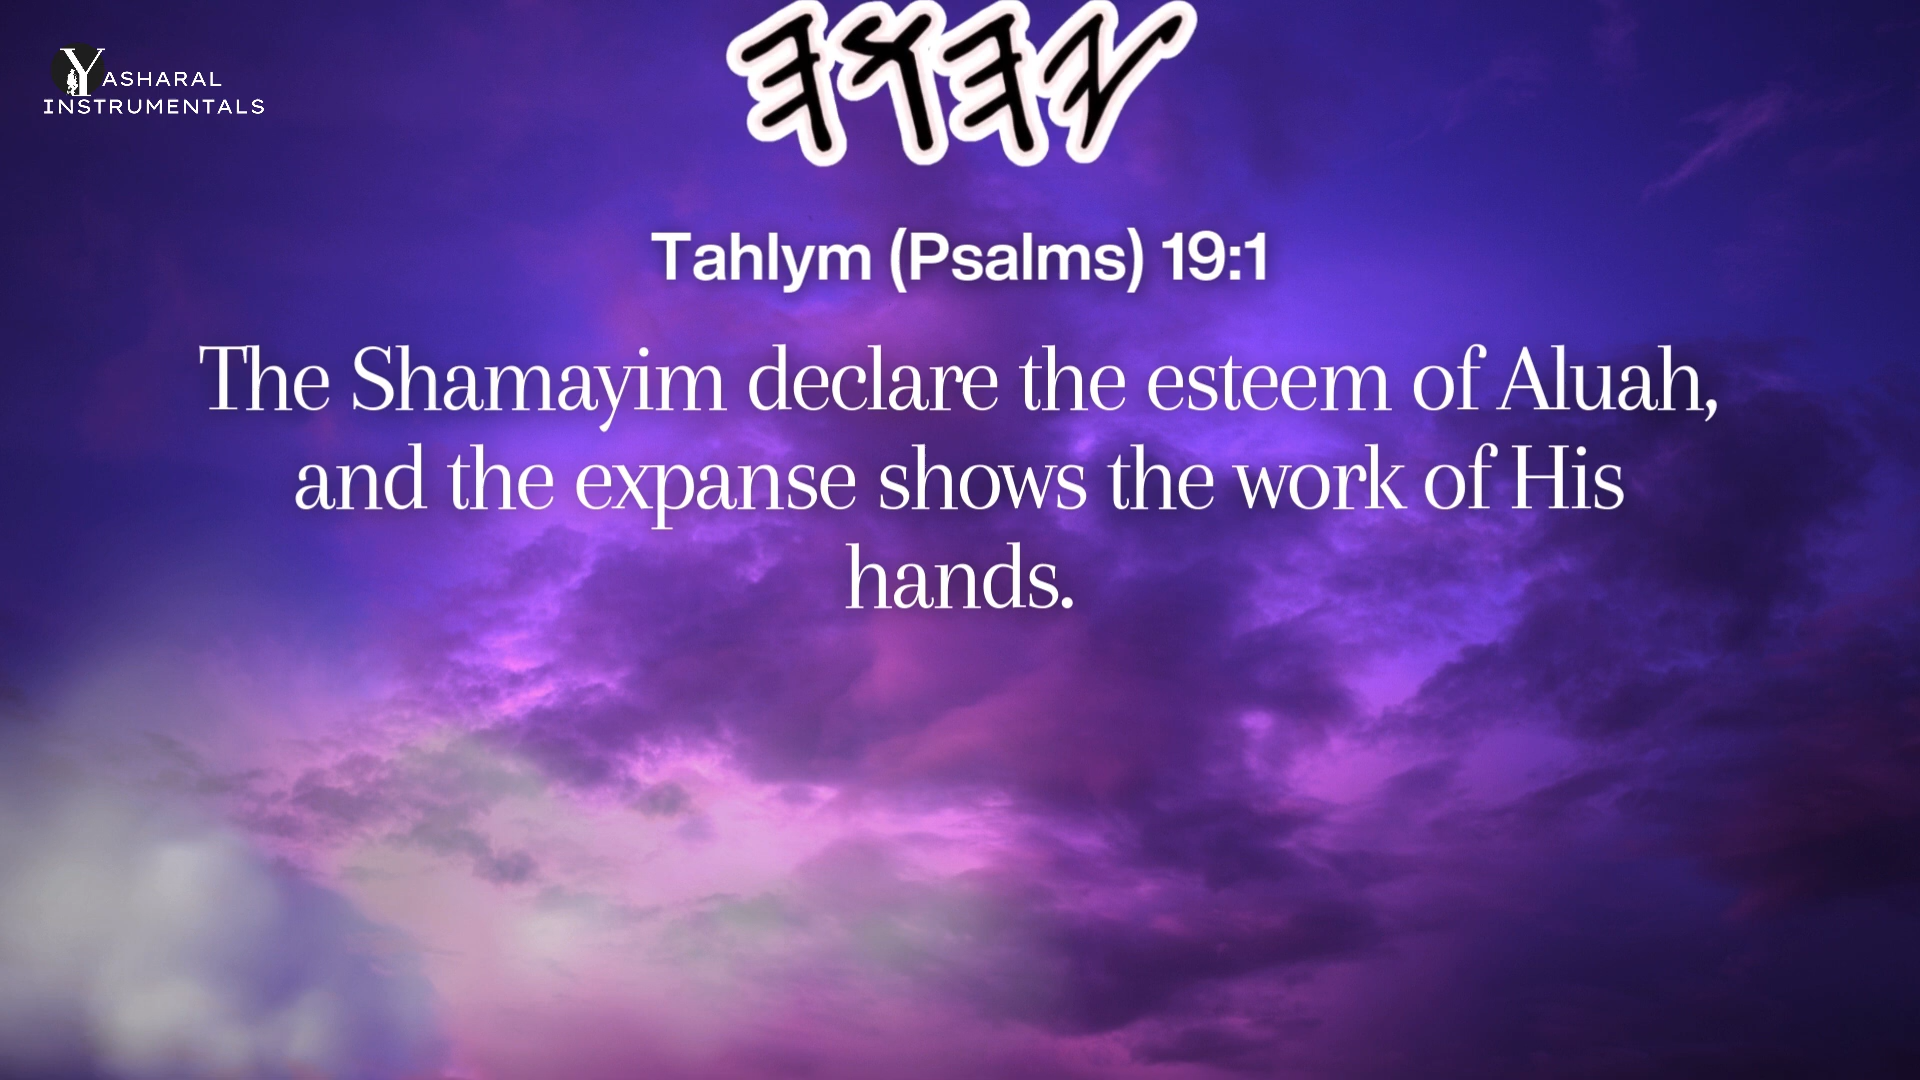 𐤉𐤄𐤅𐤄
YASHARAL
INSTRUMENTALS
Tahlym (Psalms) 19:1
The Shamayim declare the esteem of Aluah,
and the expanse shows the work of His
hands.